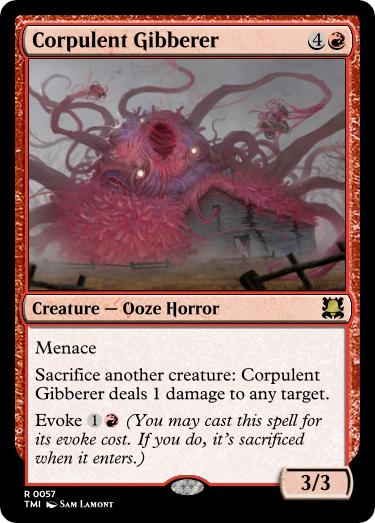 Corpulent Gibberer 4
Creature — Ooze Horror
Menace
Sacrifice another creature: Corpulent
Gibberer deals 1 damage to any target.
Evoke 1 (You may cast this spell for
its evoke cost. If you do, it's sacrificed
when it enters.)
3/3
R 0057
TMI Sam Lamont